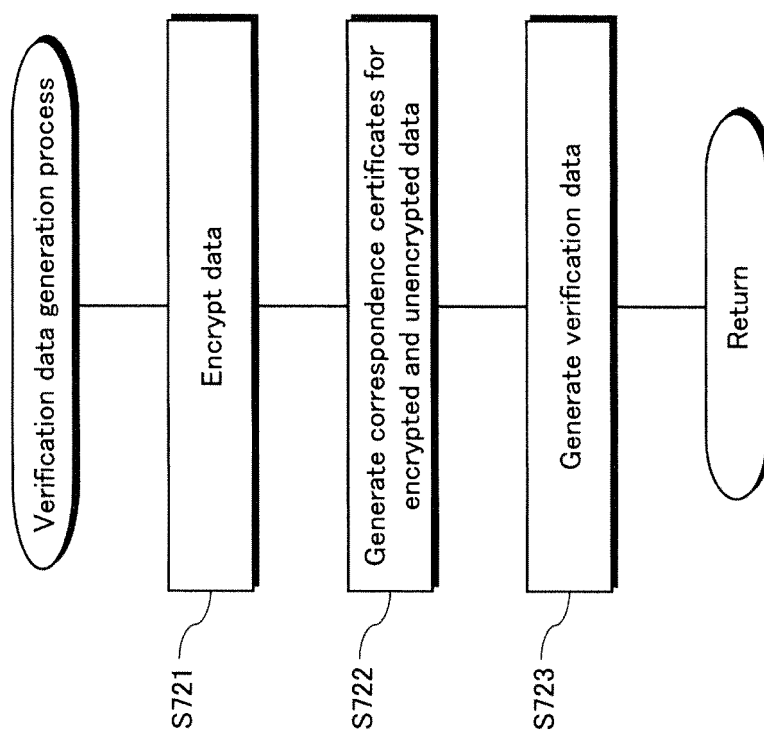 Verification data generation process
S721
Encrypt data
S722
Generate correspondence certificates for
encrypted and unencrypted data
S723
Generate verification data
Return